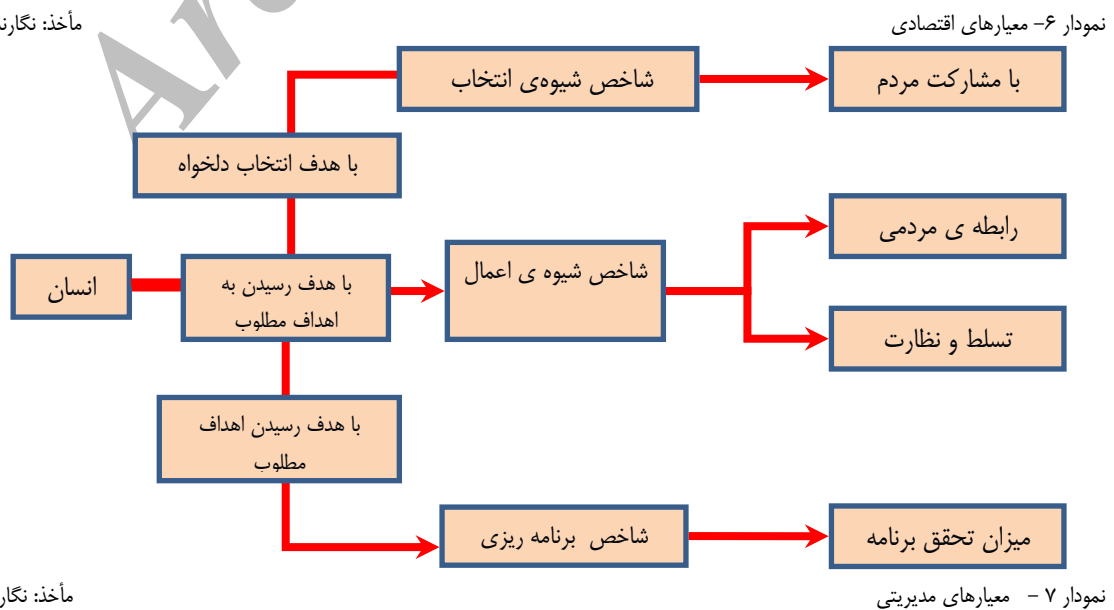 نمودار ۶- معیارهای اقتصادی
مأخذ: نگارن
با مشارکت مردم
شاخص شیوه‌ی انتخاب
با هدف انتخاب دلخواه
رابطه ی مردمی
شاخص شیوه ی اعمال
با هدف رسیدن به
اهداف مطلوب
انسان
تسلط و نظارت
با هدف رسیدن اهداف
مطلوب
میزان تحقق برنامه
شاخص برنامه ریزی
نمودار ۷ - معیارهای مدیریتی
مأخذ: نگار